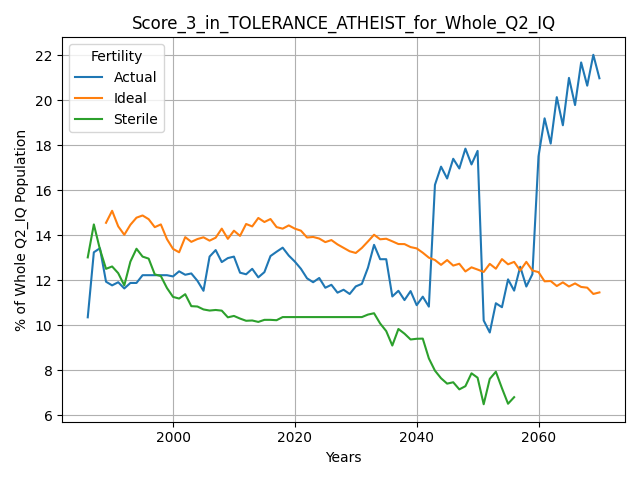 Score_3_in_TOLERANCE_ATHEIST_for_Whole_Q2_IQ
Fertility
Actual
Ideal
Sterile
% of Whole Q2_IQ Population
22
20
18
16
14
12
10
8
6
2000 2020 2040 2060
Years